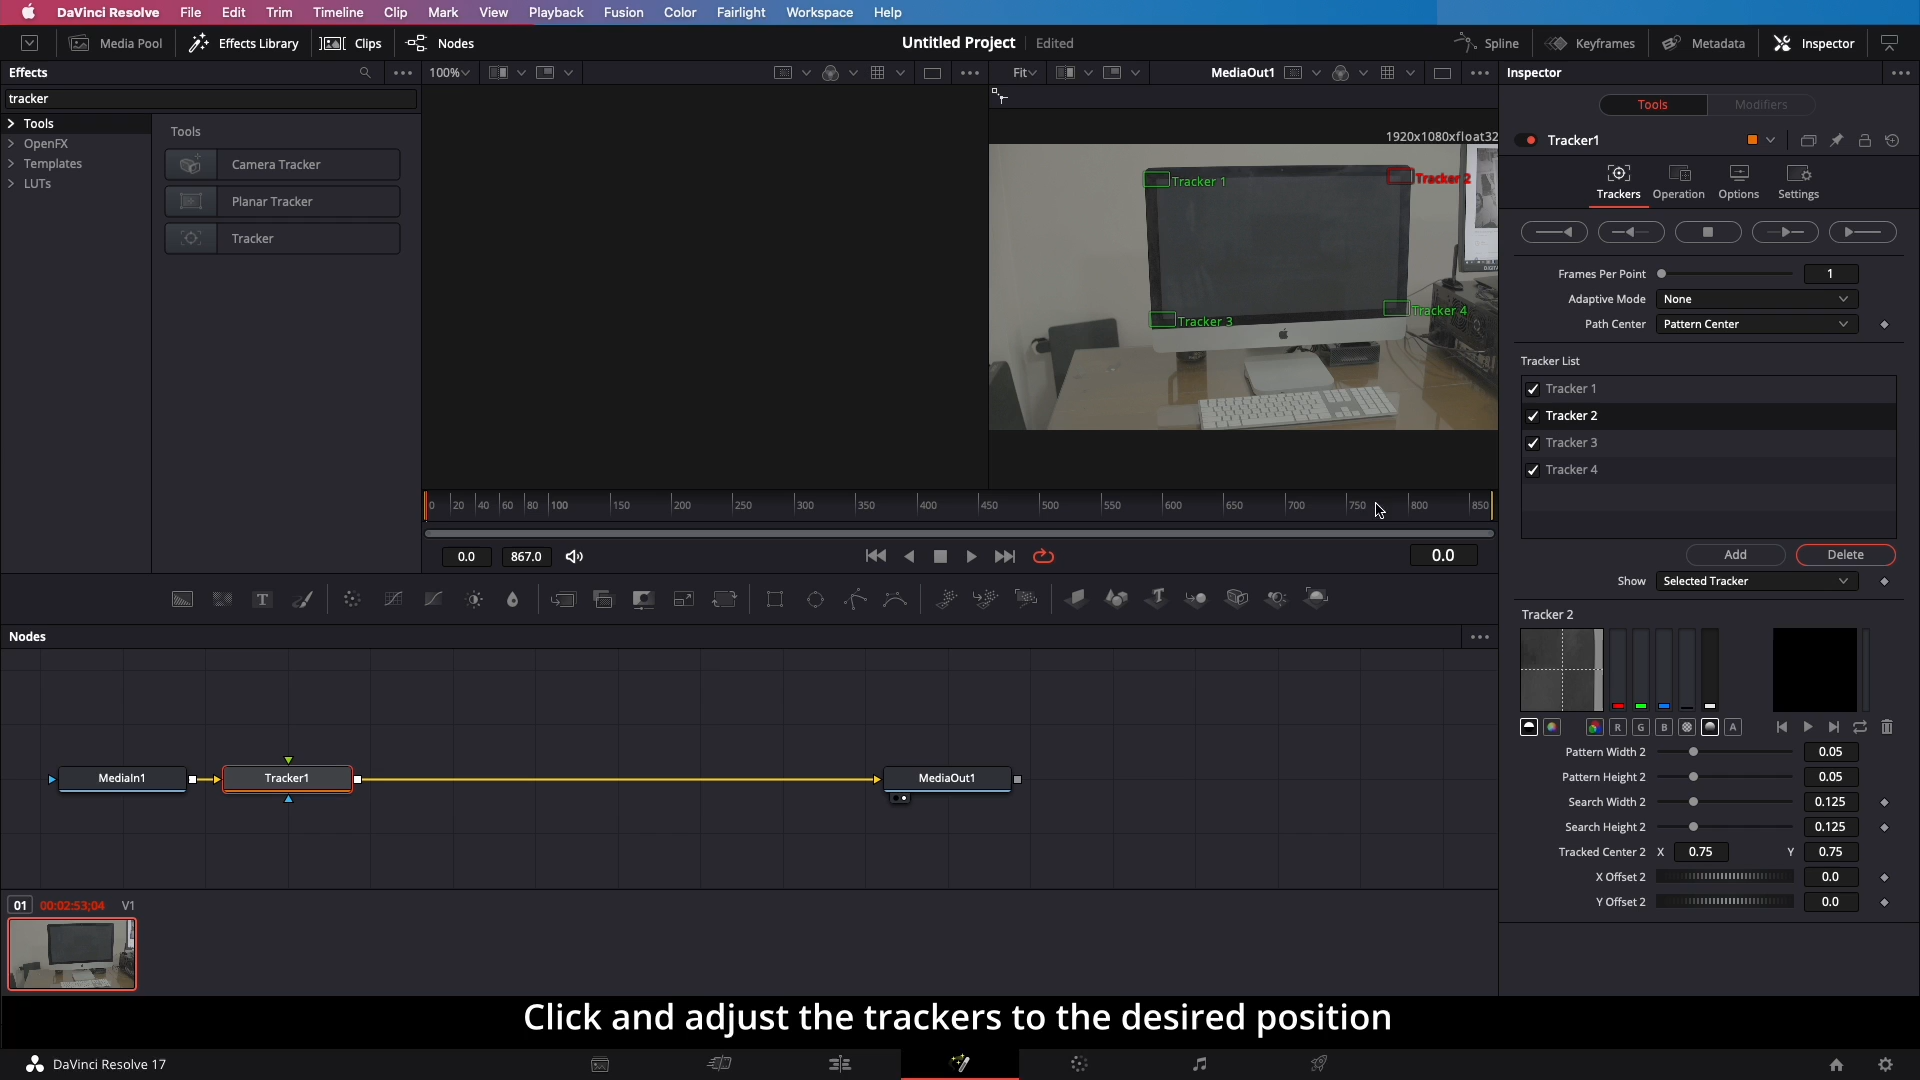 DaVinci Resolve File Edit Trim Timeline Clip Mark View Playback Fusion Color Fairlight Workspace Help
Media Pool Effects Library Clips Nodes Untitled Project Edited Spline Keyframes Metadata Inspector
Effects 100% Fit MediaOut1 Inspector
tracker
Tools Modifiers
Tools
OpenFX
Templates
LUTs
Tools
Camera Tracker
Planar Tracker
Tracker
1920x1080xfloat32
Tracker 1
Tracker 2
Tracker 3
Tracker 4
Tracker1
Trackers Operation Options Settings
Frames Per Point 1
Adaptive Mode None
Path Center Pattern Center
Tracker List
Tracker 1
Tracker 2
Tracker 3
Tracker 4
Add Delete
Show Selected Tracker
0 20 40 60 80 100 150 200 250 300 350 400 450 500 550 600 650 700 750 800 850
0.0 867.0 0.0
T
Nodes
MediaIn1 Tracker1 MediaOut1
Tracker 2
R G B A
Pattern Width 2 0.05
Pattern Height 2 0.05
Search Width 2 0.125
Search Height 2 0.125
Tracked Center 2 X 0.75 Y 0.75
X Offset 2 0.0
Y Offset 2 0.0
01 00:02:53;04 V1
Click and adjust the trackers to the desired position
DaVinci Resolve 17